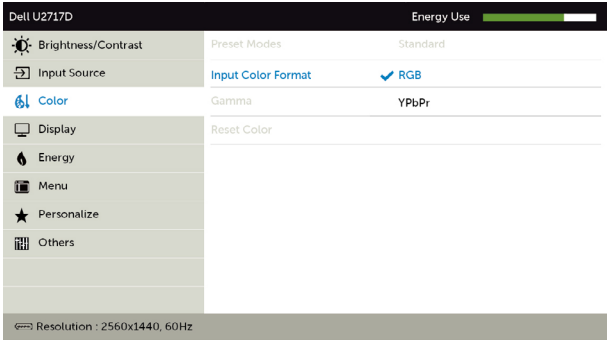 Dell U2717D Energy Use
Brightness/Contrast Preset Modes Standard
Input Source Input Color Format RGB
Color Gamma YPbPr
Display Reset Color
Energy
Menu
Personalize
Others
Resolution : 2560x1440, 60Hz